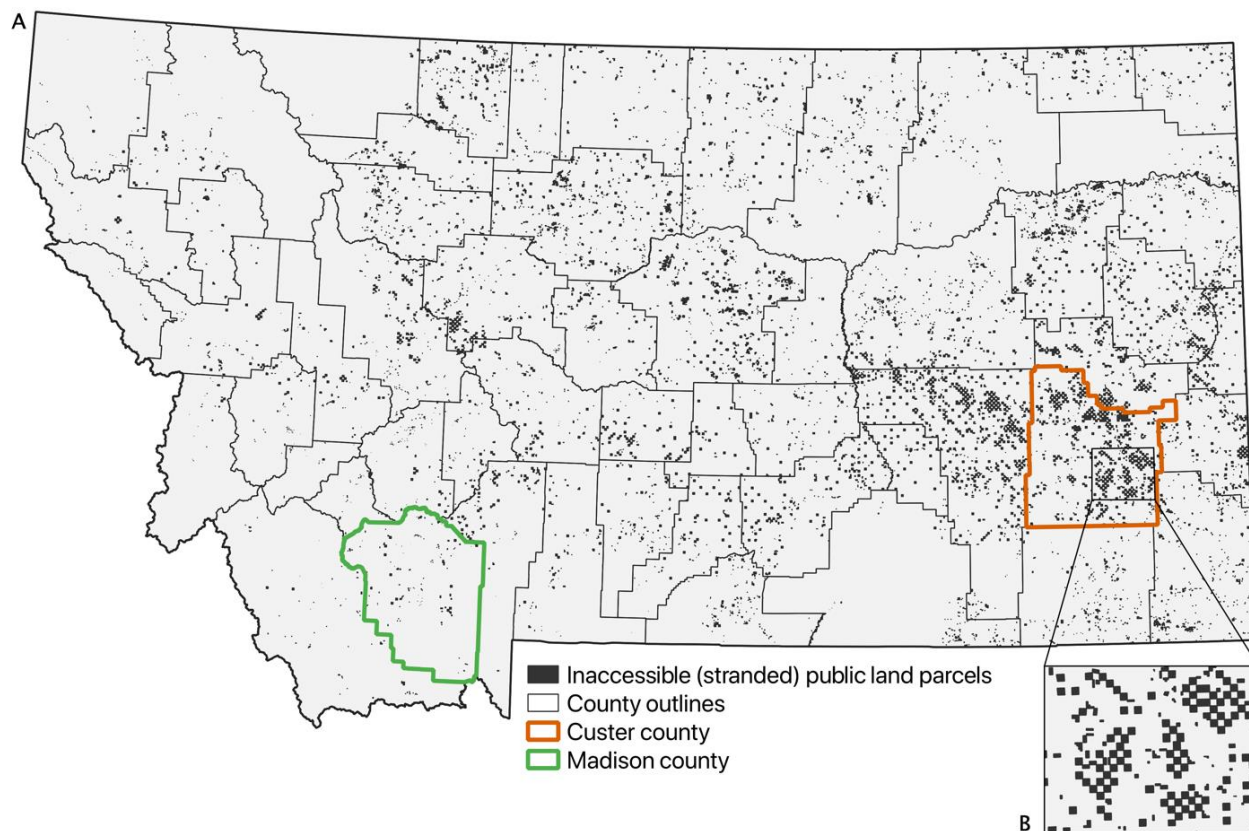 A
Inaccessible (stranded) public land parcels
County outlines
Custer county
Madison county
B